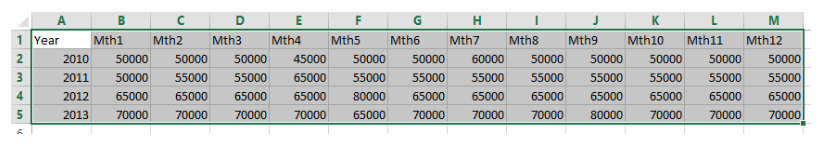 A B C D E F G H I J K L M
1 Year Mth1 Mth2 Mth3 Mth4 Mth5 Mth6 Mth7 Mth8 Mth9 Mth10 Mth11 Mth12
2 2010 50000 50000 50000 45000 50000 50000 60000 50000 50000 50000 50000 50000
3 2011 50000 55000 55000 65000 55000 55000 55000 55000 55000 55000 55000 55000
4 2012 65000 65000 65000 65000 80000 65000 65000 65000 65000 65000 65000 65000
5 2013 70000 70000 70000 70000 65000 70000 70000 70000 80000 70000 70000 70000